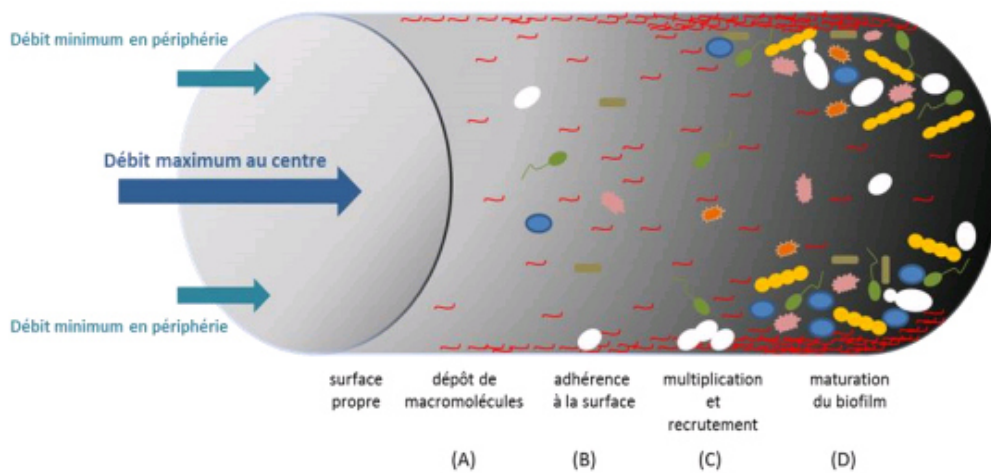 Débit minimum en périphérie
Débit maximum au centre
Débit minimum en périphérie
surface
propre
dépôt de
macromolécules
adhérence
à la surface
multiplication
et
recrutement
maturation
du biofilm
(A)
(B)
(C)
(D)